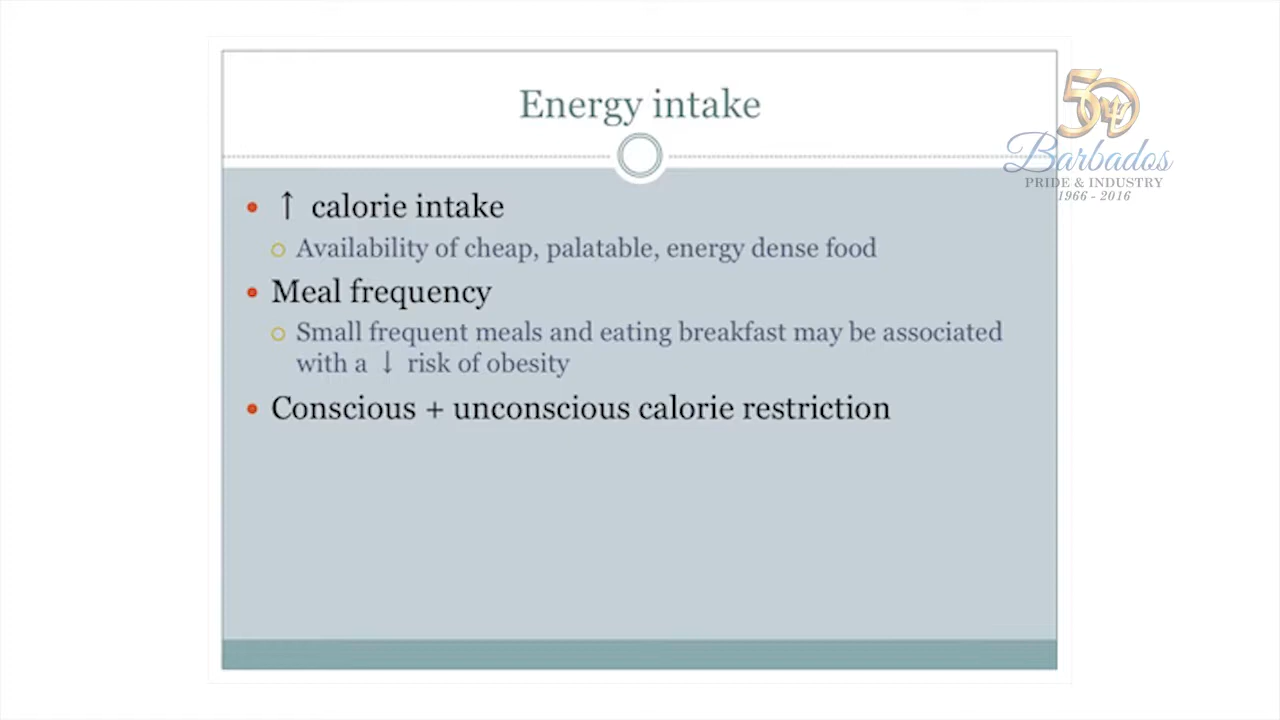 Energy intake
50
Barbados
PRIDE & INDUSTRY
1966 - 2016
• ↑ calorie intake
○ Availability of cheap, palatable, energy dense food
• Meal frequency
○ Small frequent meals and eating breakfast may be associated
with a ↓ risk of obesity
• Conscious + unconscious calorie restriction